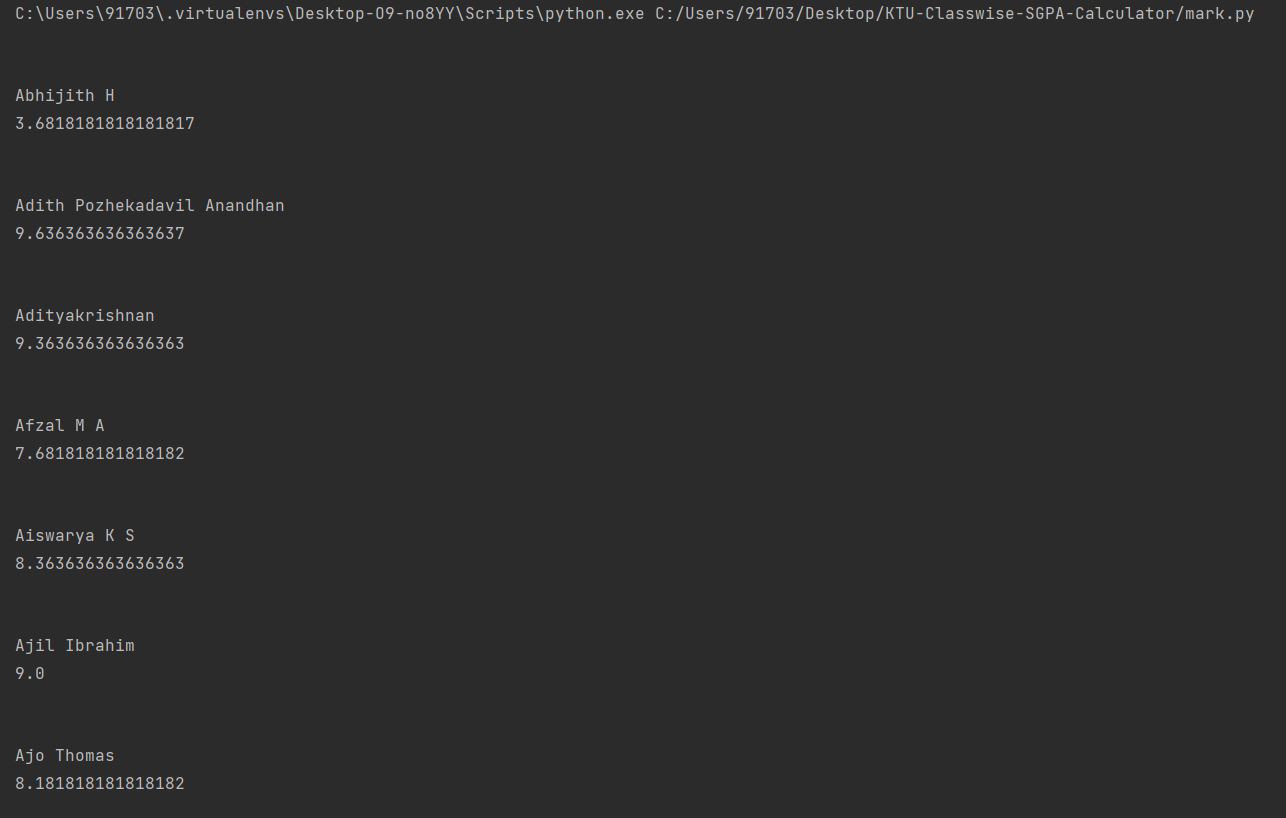 C:\Users\91703\.virtualenvs\Desktop-O9-no8YY\Scripts\python.exe C:/Users/91703/Desktop/KTU-Classwise-SGPA-Calculator/mark.py
Abhijith H
3.6818181818181817
Adith Pozhekadavil Anandhan
9.636363636363637
Adityakrishnan
9.363636363636363
Afzal M A
7.681818181818182
Aiswarya K S
8.363636363636363
Ajil Ibrahim
9.0
Ajo Thomas
8.181818181818182